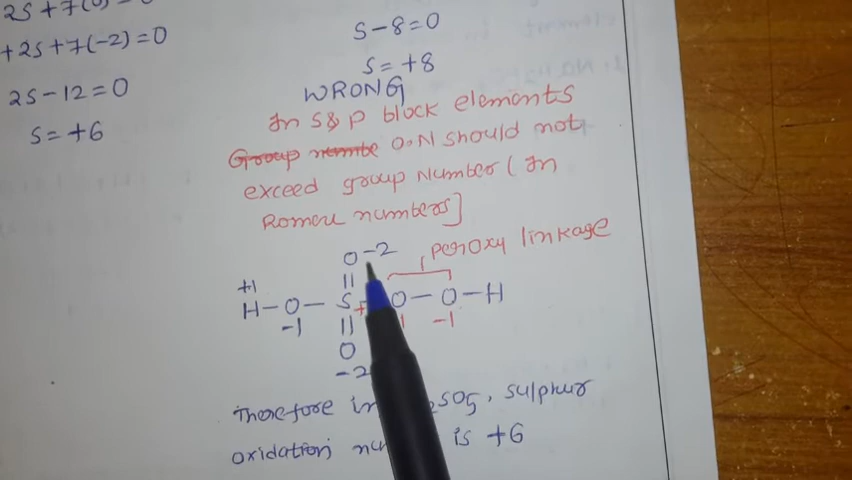 2s+7(
+2s+7(-2)=0
2s-12=0
s=+6
s-8=0
s=+8
WRONG
In S&P block elements
Group numbe O.N should not
exceed group Number (In
Roman numbers]
O-2 peroxy linkage
+1
H-O-S+ O-O-H
-1 1 -1
O
-2
Therefore in 2SO5, sulphur
oxidation is +6